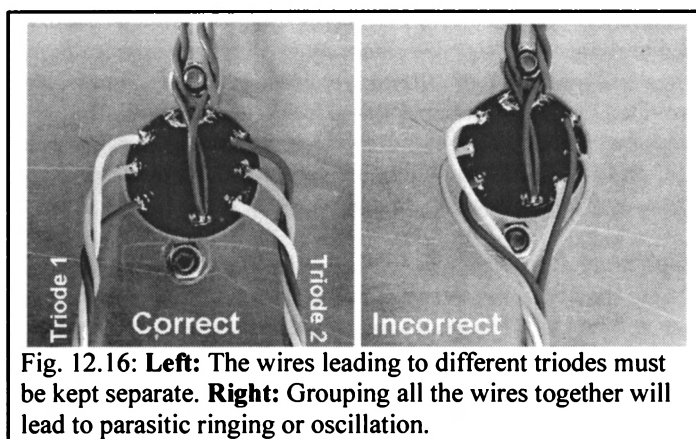 Triode 1
Correct
Triode 2
Incorrect
Fig. 12.16: Left: The wires leading to different triodes must
be kept separate. Right: Grouping all the wires together will
lead to parasitic ringing or oscillation.